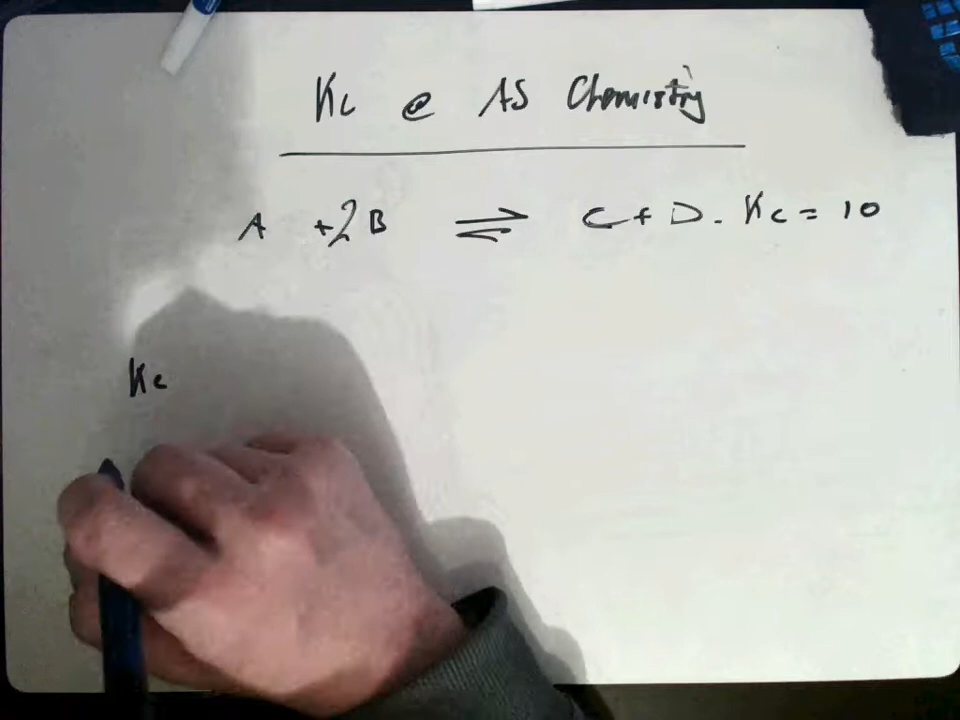 Kc @ AS Chemistry
A + 2B ⇌ C + D. Kc = 10
Kc